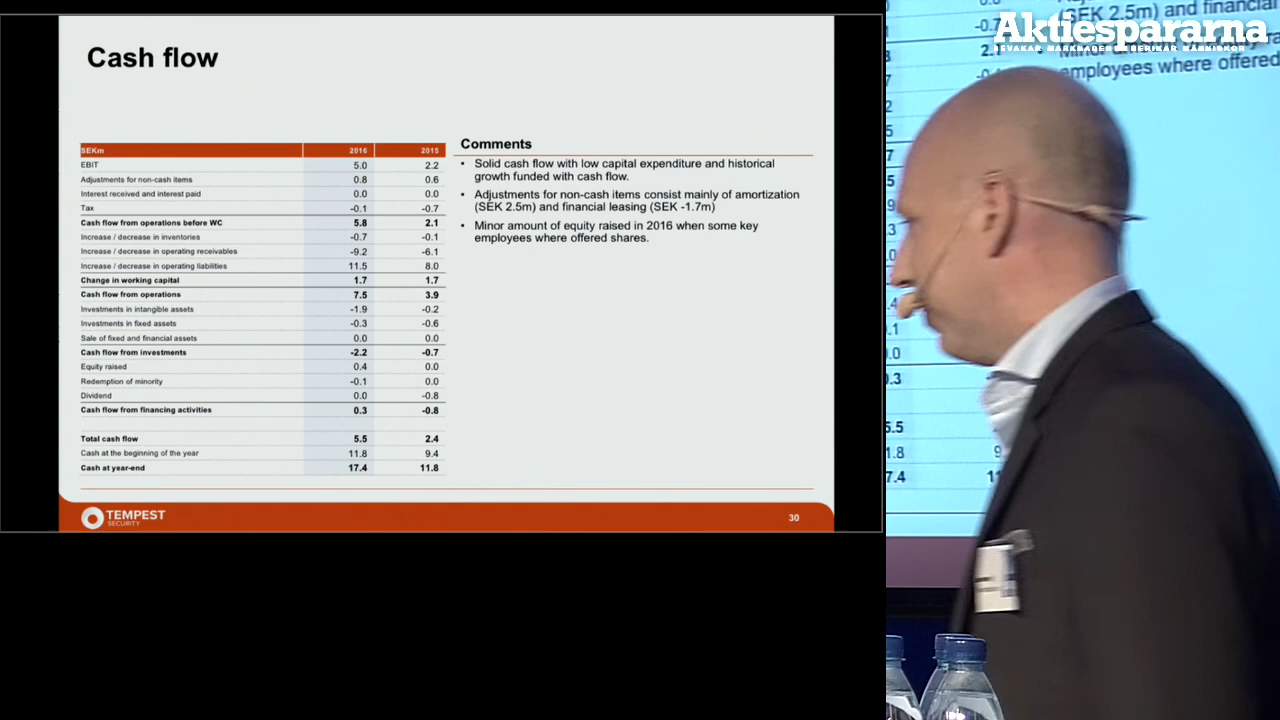 Cash flow
SEKm 2016 2015
EBIT 5.0 2.2
Adjustments for non-cash items 0.8 0.6
Interest received and interest paid 0.0 0.0
Tax -0.1 -0.7
Cash flow from operations before WC 5.8 2.1
Increase / decrease in inventories -0.7 -0.1
Increase / decrease in operating receivables -9.2 -6.1
Increase / decrease in operating liabilities 11.5 8.0
Change in working capital 1.7 1.7
Cash flow from operations 7.5 3.9
Investments in intangible assets -1.9 -0.2
Investments in fixed assets -0.3 -0.6
Sale of fixed and financial assets 0.0 0.0
Cash flow from investments -2.2 -0.7
Equity raised 0.4 0.0
Redemption of minority -0.1 0.0
Dividend 0.0 -0.8
Cash flow from financing activities 0.3 -0.8
Total cash flow 5.5 2.4
Cash at the beginning of the year 11.8 9.4
Cash at year-end 17.4 11.8
Comments
• Solid cash flow with low capital expenditure and historical
growth funded with cash flow.
• Adjustments for non-cash items consist mainly of amortization
(SEK 2.5m) and financial leasing (SEK -1.7m)
• Minor amount of equity raised in 2016 when some key
employees where offered shares.
TEMPEST
SECURITY
30
Aktiespararna
BEVAKAR MARKNADEN BERIKAR MÄNNISKOR
(SEK 2.5m) and financial
employees where offered